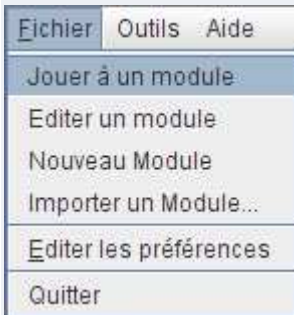 Fichier Outils Aide
Jouer à un module
Editer un module
Nouveau Module
Importer un Module...
Editer les préférences
Quitter